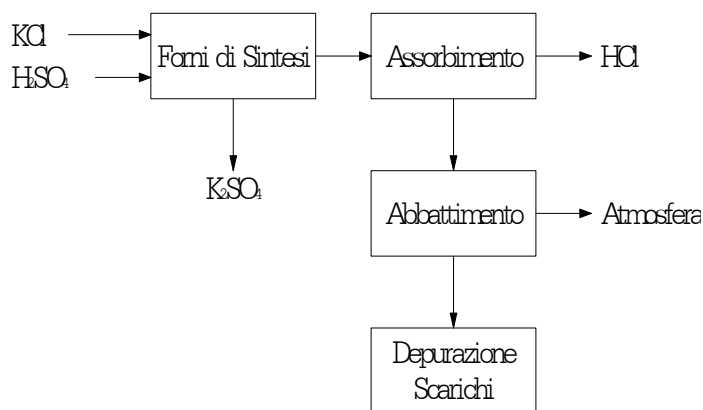 KCl
H₂SO₄
Forni di Sintesi
Assorbimento
HCl
K₂SO₄
Abbattimento
Atmosfera
Depurazione
Scarichi